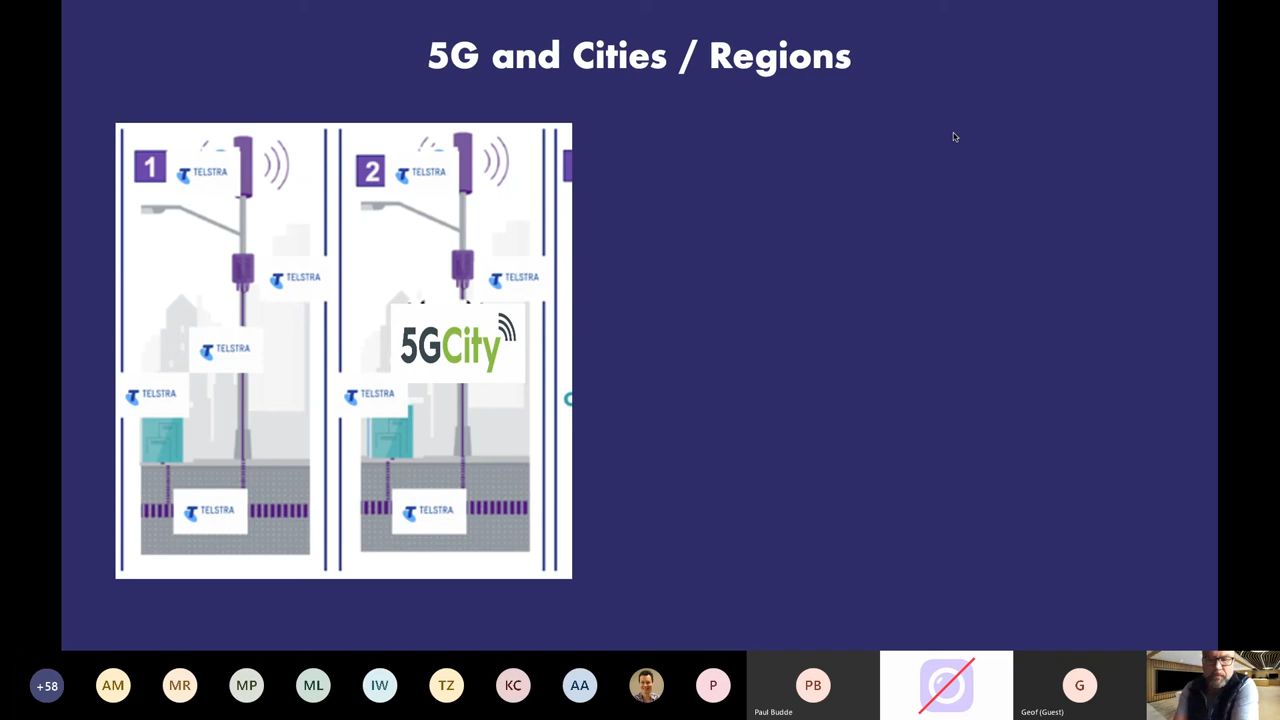 5G and Cities / Regions
1
TELSTRA
TELSTRA
TELSTRA
TELSTRA
TELSTRA
2
TELSTRA
TELSTRA
5GCity
TELSTRA
TELSTRA
+58
AM
MR
MP
ML
IW
TZ
KC
AA
P
PB
Paul Budde
G
Geof (Guest)